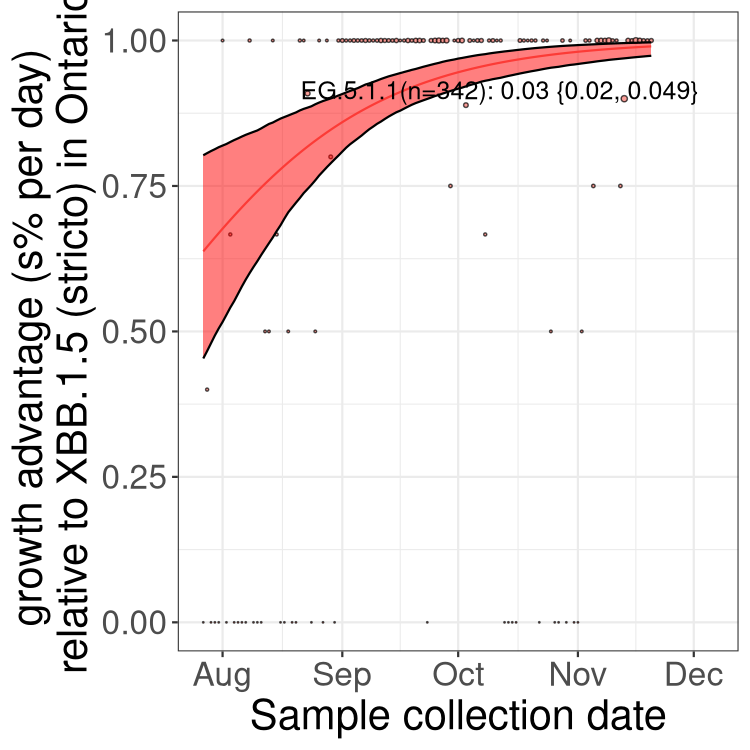 growth advantage (s% per day)
relative to XBB.1.5 (stricto) in Ontario
1.00
0.75
0.50
0.25
0.00
EG.5.1.1(n=342): 0.03 {0.02, 0.049}
Aug Sep Oct Nov Dec
Sample collection date